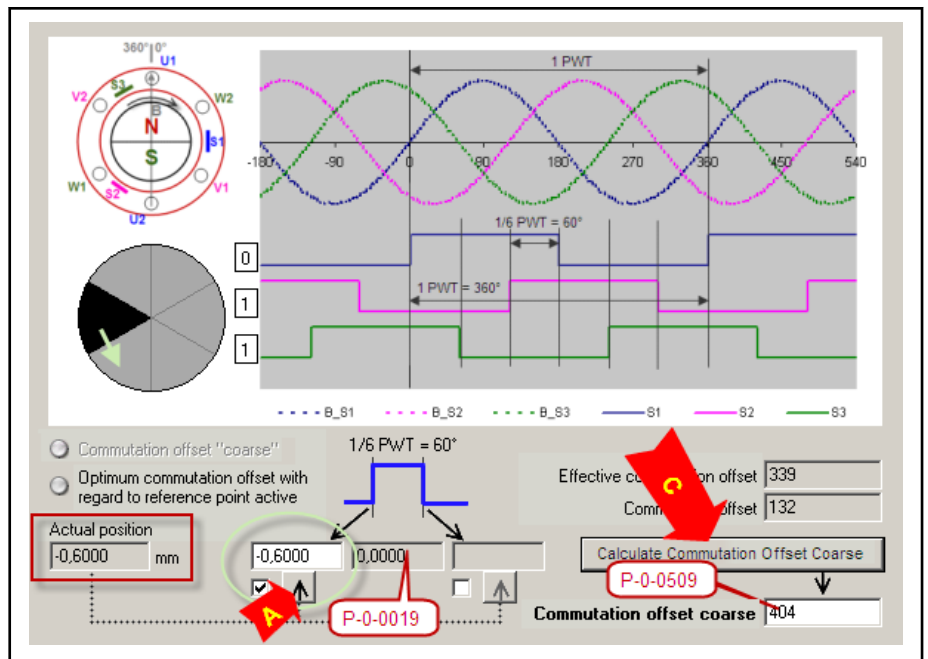 360° 0°
U1
S3
V2
W2
B
N
S1
S
W1
V1
S2
U2
1 PWT
-180 -90 0 90 180 270 360 450 540
1/6 PWT = 60°
0
1 PWT = 360°
1
1
B_S1 B_S2 B_S3 S1 S2 S3
Commutation offset "coarse"
1/6 PWT = 60°
Optimum commutation offset with
regard to reference point active
Effective offset 339
offset 132
C
Actual position
-0,6000 mm
-0,6000 0,0000
Calculate Commutation Offset Coarse
A
P-0-0019
P-0-0509
Commutation offset coarse 404